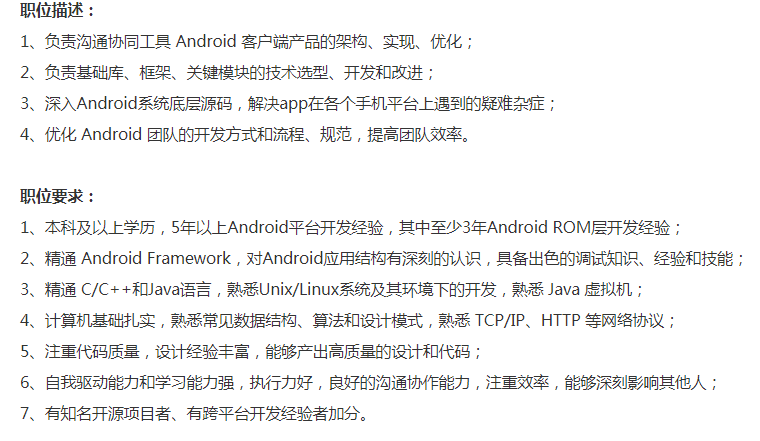 职位描述：
1、负责沟通协同工具 Android 客户端产品的架构、实现、优化；
2、负责基础库、框架、关键模块的技术选型、开发和改进；
3、深入Android系统底层源码，解决app在各个手机平台上遇到的疑难杂症；
4、优化 Android 团队的开发方式和流程、规范，提高团队效率。
职位要求：
1、本科及以上学历，5年以上Android平台开发经验，其中至少3年Android ROM层开发经验；
2、精通 Android Framework，对Android应用结构有深刻的认识，具备出色的调试知识、经验和技能；
3、精通 C/C++和Java语言，熟悉Unix/Linux系统及其环境下的开发，熟悉 Java 虚拟机；
4、计算机基础扎实，熟悉常见数据结构、算法和设计模式，熟悉 TCP/IP、HTTP 等网络协议；
5、注重代码质量，设计经验丰富，能够产出高质量的设计和代码；
6、自我驱动能力和学习能力强，执行力好，良好的沟通协作能力，注重效率，能够深刻影响其他人；
7、有知名开源项目者、有跨平台开发经验者加分。